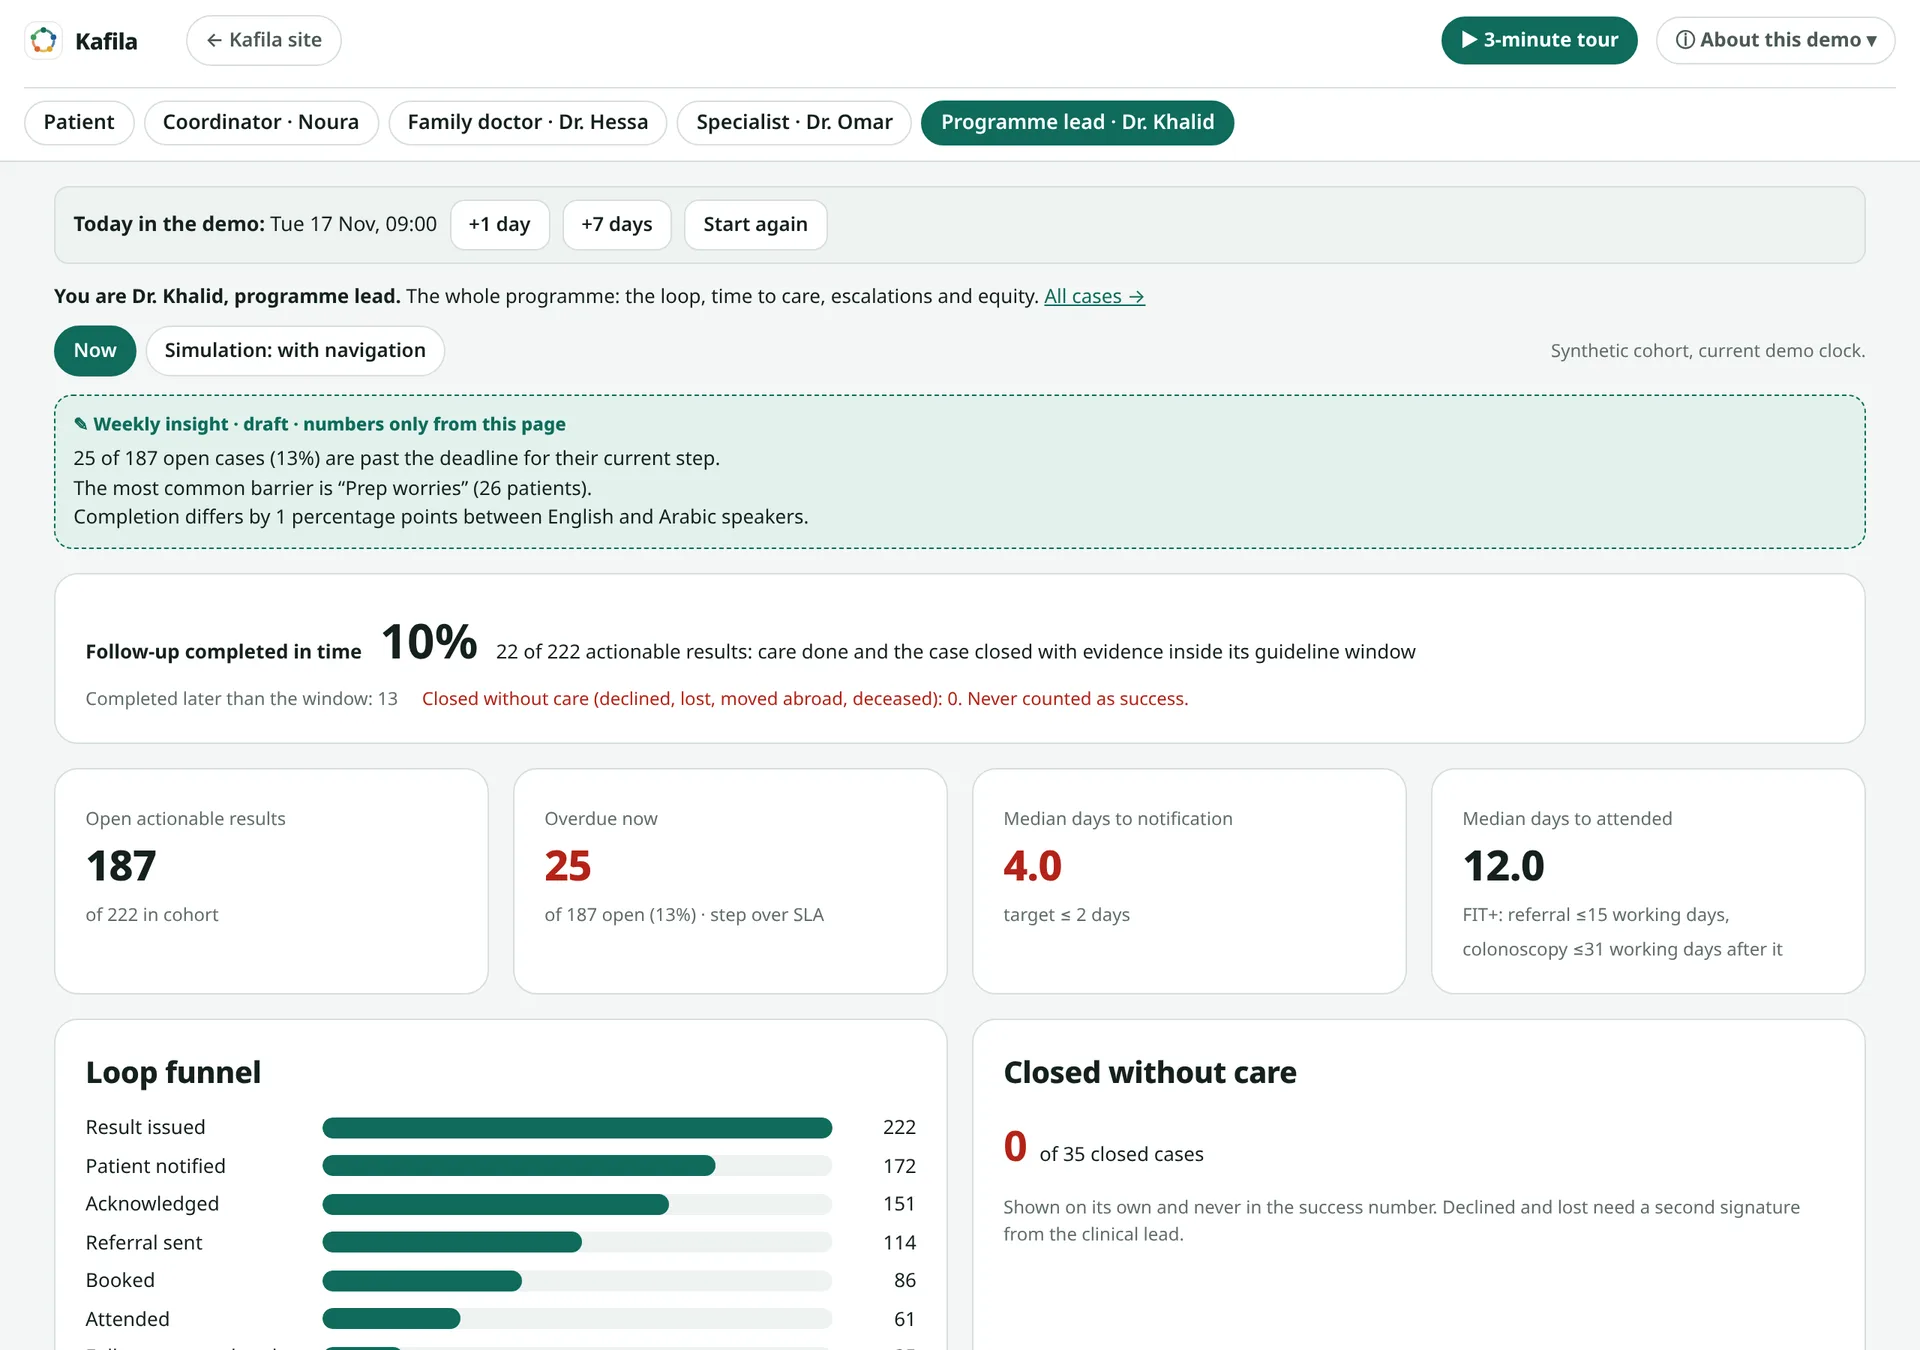 Kafila
← Kafila site
▶ 3-minute tour
ⓘ About this demo ▾
Patient
Coordinator · Noura
Family doctor · Dr. Hessa
Specialist · Dr. Omar
Programme lead · Dr. Khalid
Today in the demo: Tue 17 Nov, 09:00
+1 day
+7 days
Start again
You are Dr. Khalid, programme lead. The whole programme: the loop, time to care, escalations and equity. All cases →
Now
Simulation: with navigation
Synthetic cohort, current demo clock.
✎ Weekly insight · draft · numbers only from this page
25 of 187 open cases (13%) are past the deadline for their current step.
The most common barrier is “Prep worries” (26 patients).
Completion differs by 1 percentage points between English and Arabic speakers.
Follow-up completed in time 10% 22 of 222 actionable results: care done and the case closed with evidence inside its guideline window
Completed later than the window: 13 Closed without care (declined, lost, moved abroad, deceased): 0. Never counted as success.
Open actionable results
187
of 222 in cohort
Overdue now
25
of 187 open (13%) · step over SLA
Median days to notification
4.0
target ≤ 2 days
Median days to attended
12.0
FIT+: referral ≤15 working days,
colonoscopy ≤31 working days after it
Loop funnel
Result issued 222
Patient notified 172
Acknowledged 151
Referral sent 114
Booked 86
Attended 61
Closed without care
0 of 35 closed cases
Shown on its own and never in the success number. Declined and lost need a second signature
from the clinical lead.